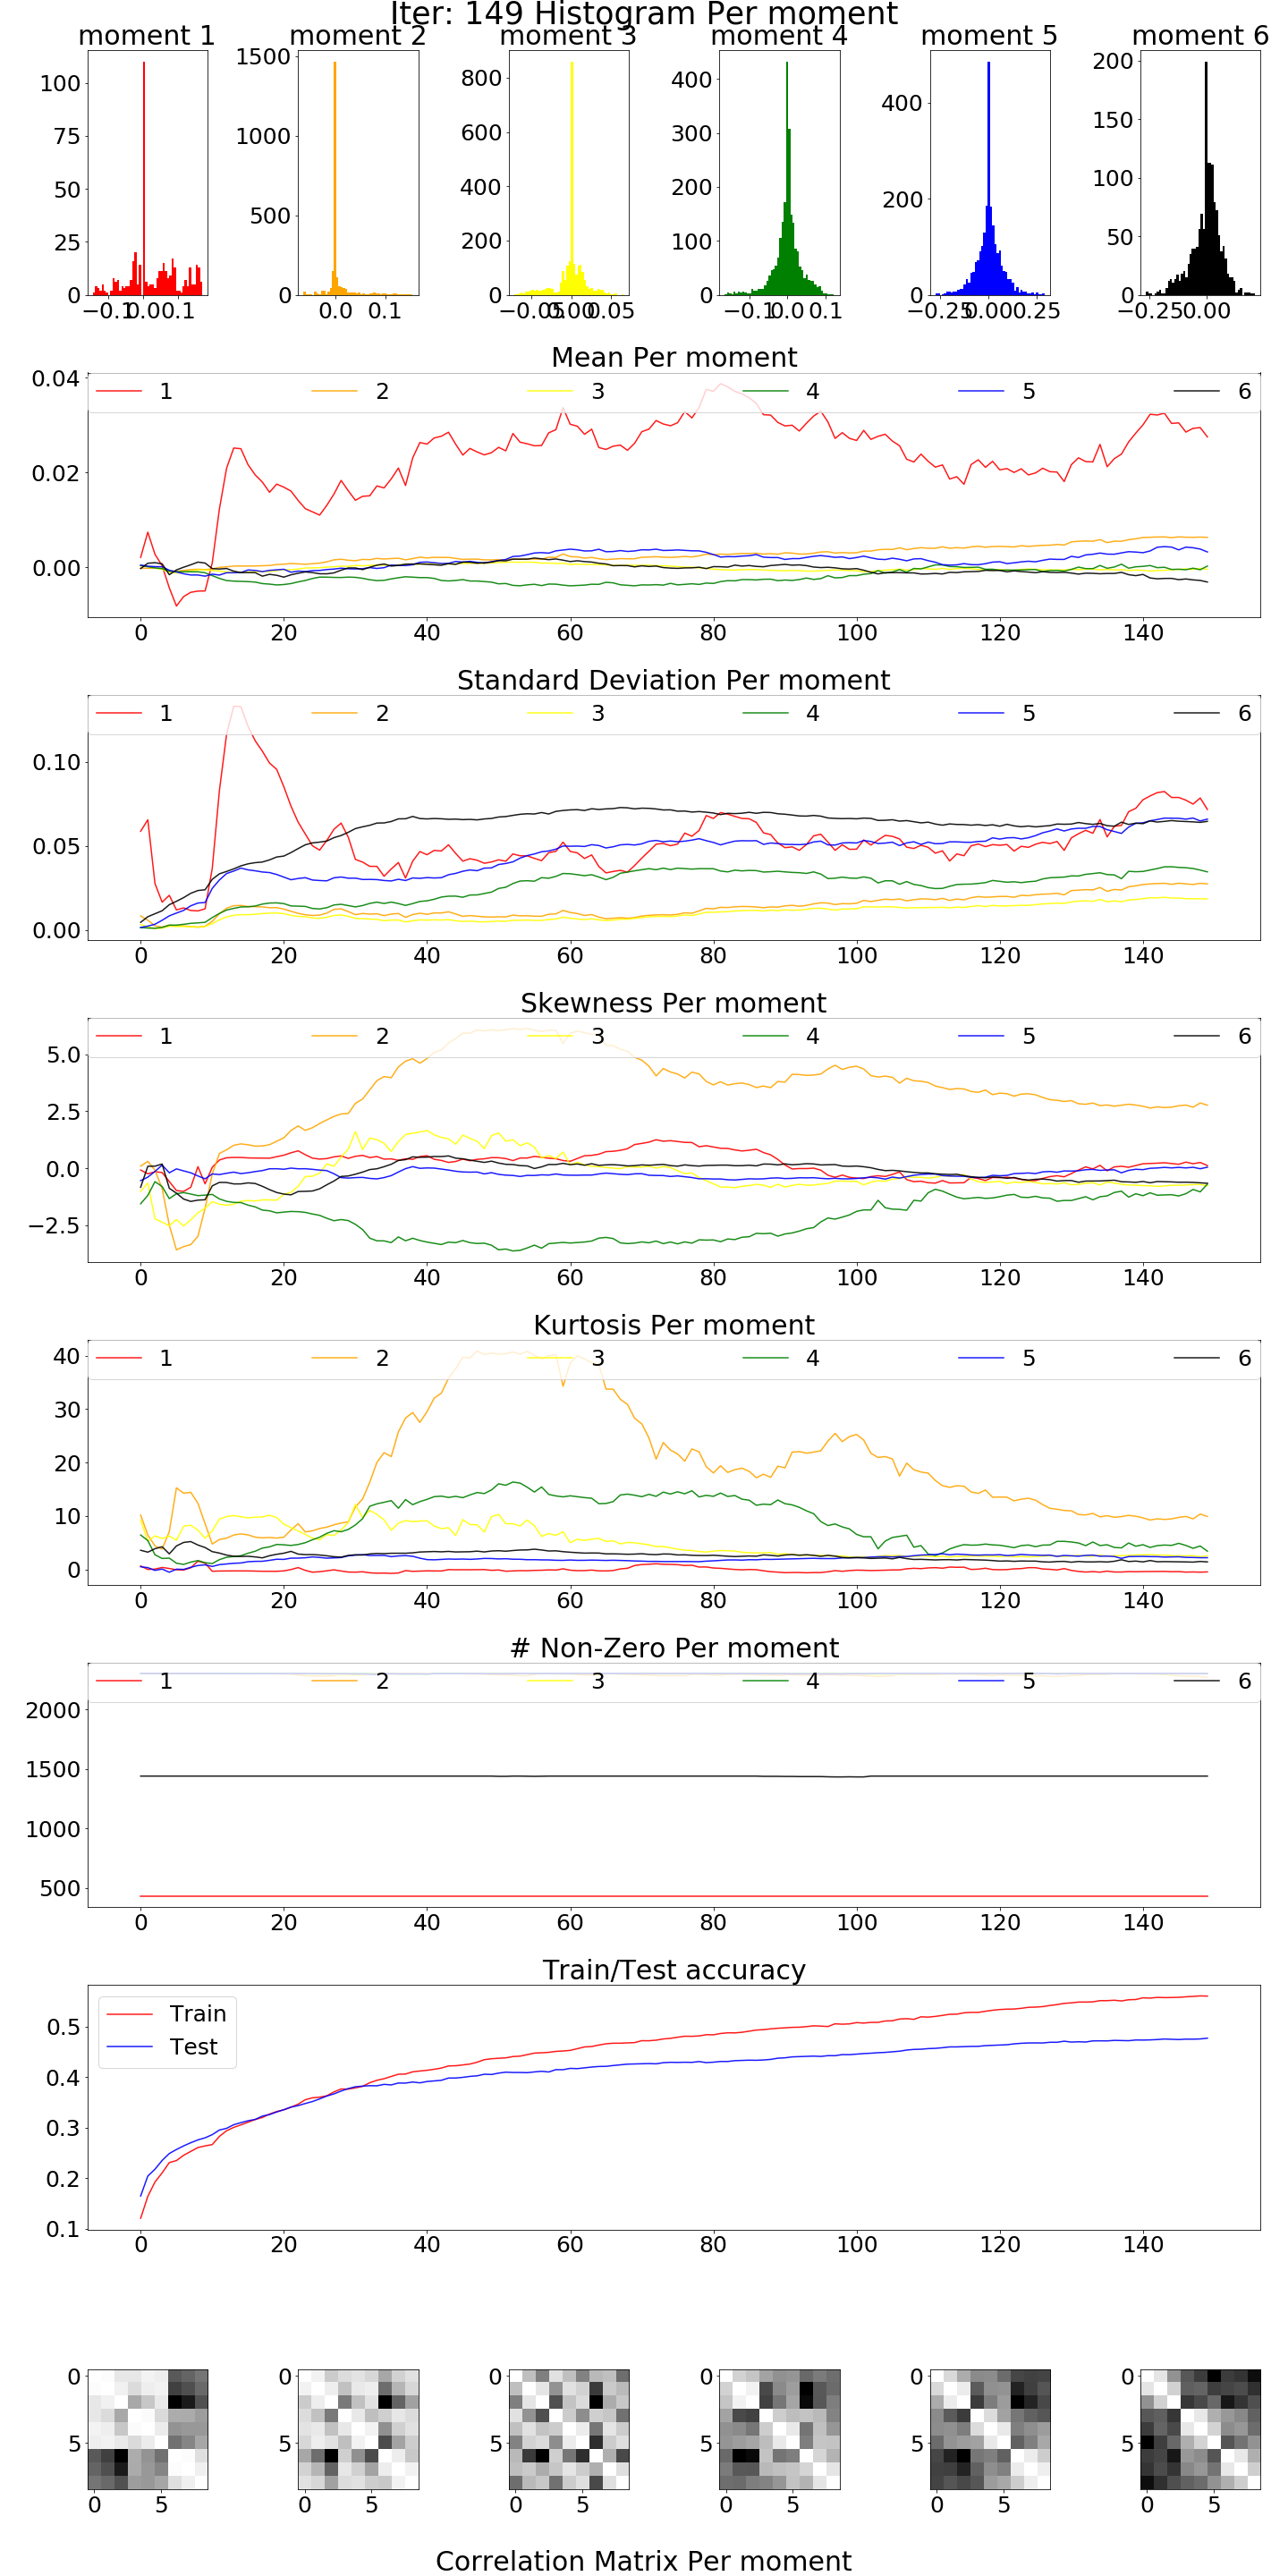 Iter: 149 Histogram Per moment
moment 1 moment 2 moment 3 moment 4 moment 5 moment 6
100 75 50 25 0
−0.1 0.0 0.1
1500 1000 500 0
0.0 0.1
800 600 400 200 0
−0.05 0.00 0.05
400 300 200 100 0
−0.1 0.0 0.1
400 200 0
−0.25 0.00 0.25
200 150 100 50 0
−0.25 0.00
Mean Per moment
1 2 3 4 5 6
0.04
0.02
0.00
0 20 40 60 80 100 120 140
Standard Deviation Per moment
1 2 3 4 5 6
0.10
0.05
0.00
0 20 40 60 80 100 120 140
Skewness Per moment
1 2 3 4 5 6
5.0
2.5
0.0
−2.5
0 20 40 60 80 100 120 140
Kurtosis Per moment
1 2 3 4 5 6
40
30
20
10
0
0 20 40 60 80 100 120 140
# Non-Zero Per moment
1 2 3 4 5 6
2000
1500
1000
500
0 20 40 60 80 100 120 140
Train/Test accuracy
Train
Test
0.5
0.4
0.3
0.2
0.1
0 20 40 60 80 100 120 140
0 0 0 0 0 0
5 5 5 5 5 5
0 5 0 5 0 5 0 5 0 5 0 5
Correlation Matrix Per moment